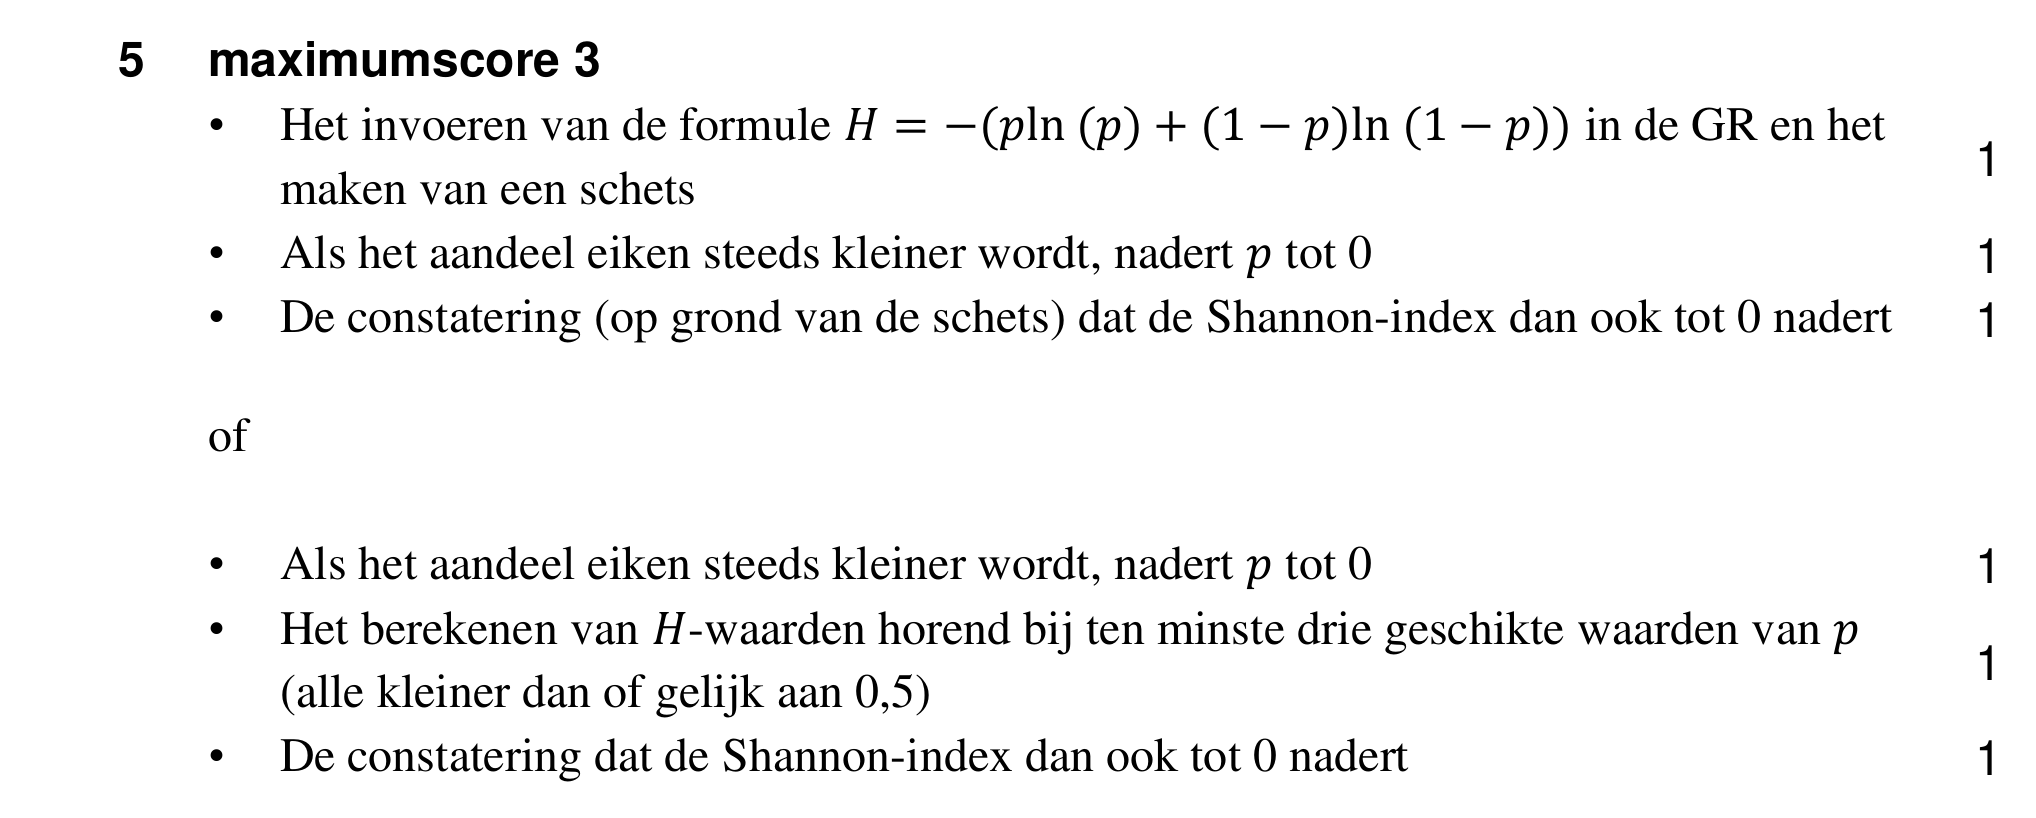 5 maximumscore 3
• Het invoeren van de formule 𝐻 = −(𝑝ln (𝑝) + (1 − 𝑝)ln (1 − 𝑝)) in de GR en het
maken van een schets 1
• Als het aandeel eiken steeds kleiner wordt, nadert 𝑝 tot 0 1
• De constatering (op grond van de schets) dat de Shannon-index dan ook tot 0 nadert 1
of
• Als het aandeel eiken steeds kleiner wordt, nadert 𝑝 tot 0 1
• Het berekenen van 𝐻-waarden horend bij ten minste drie geschikte waarden van 𝑝
(alle kleiner dan of gelijk aan 0,5) 1
• De constatering dat de Shannon-index dan ook tot 0 nadert 1